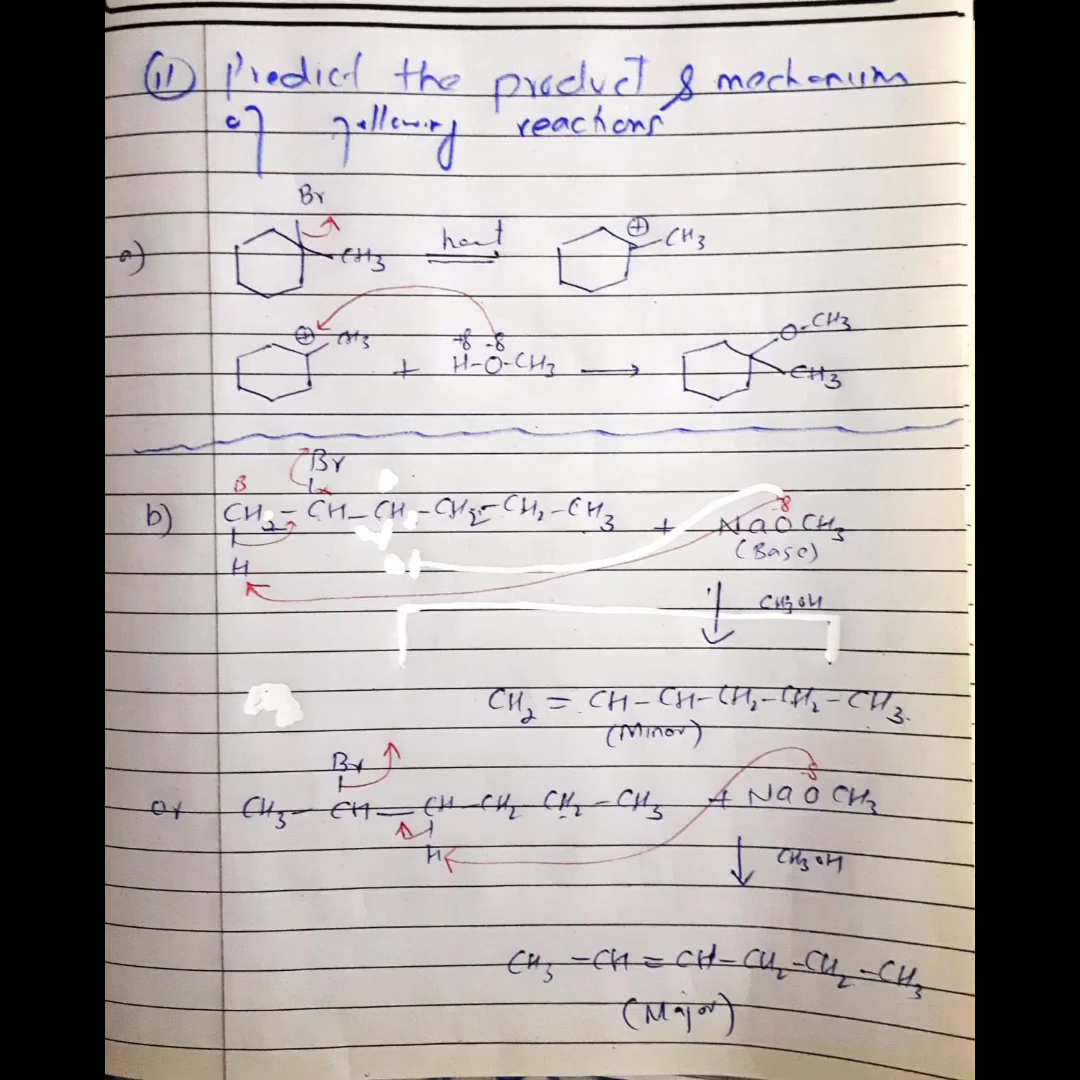 (11) Predict the product & mechanism
of following reactions
Br
a) CH3 heat ⊕ CH3
⊕ CH3 + +δ -δ H-O-CH3 → O-CH3
CH3
Br
B α
b) CH2-CH-CH-CH2-CH2-CH3 + NaOCH3
H (Base)
CH3OH
CH2 = CH-CH-CH2-CH2-CH3.
(Minor)
Br
or CH3-CH-CH-CH2 CH2-CH3 + NaOCH3
H CH3OH
CH3-CH=CH-CH2-CH2-CH3
(Major)